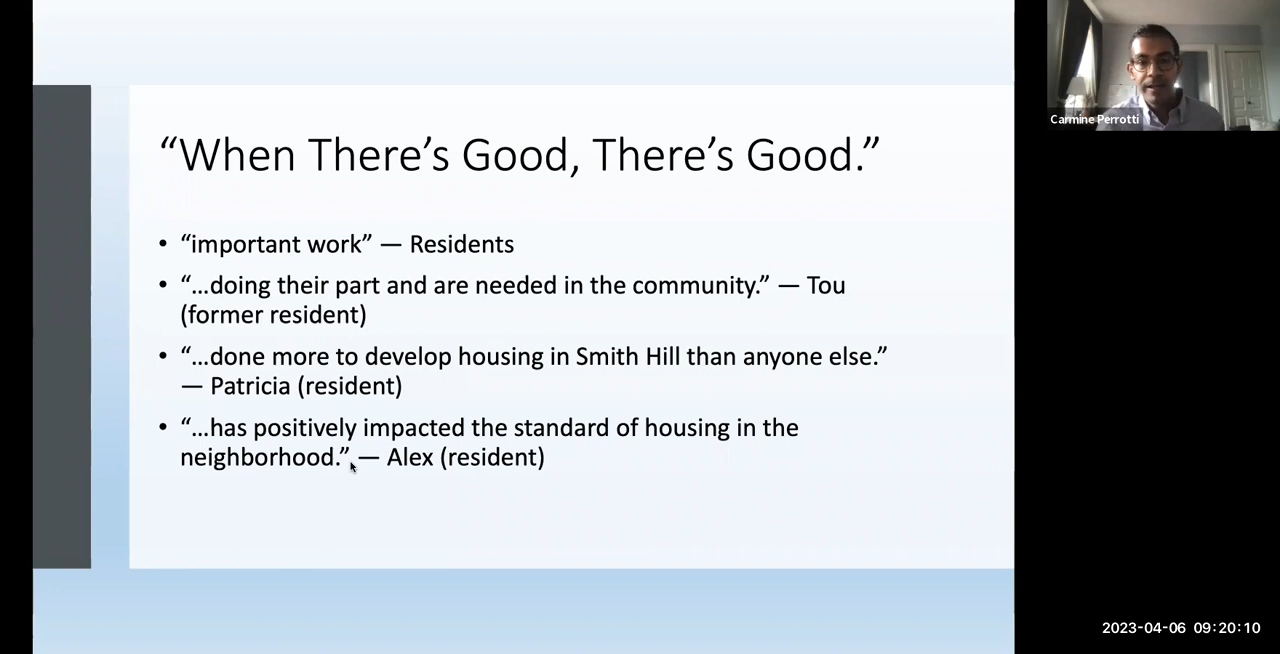 “When There’s Good, There’s Good.”
• “important work” — Residents
• “…doing their part and are needed in the community.” — Tou
(former resident)
• “…done more to develop housing in Smith Hill than anyone else.”
— Patricia (resident)
• “…has positively impacted the standard of housing in the
neighborhood.” — Alex (resident)
Carmine Perrotti
2023-04-06 09:20:10